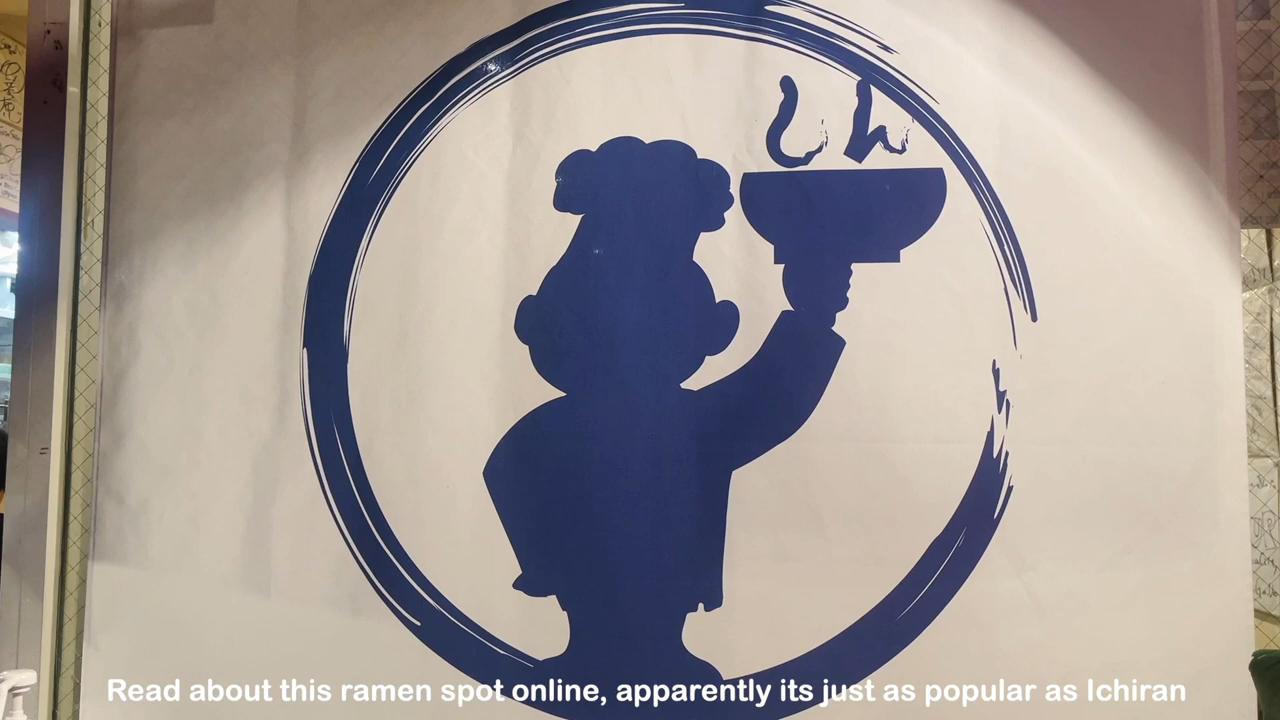 しん
Read about this ramen spot online, apparently its just as popular as Ichiran